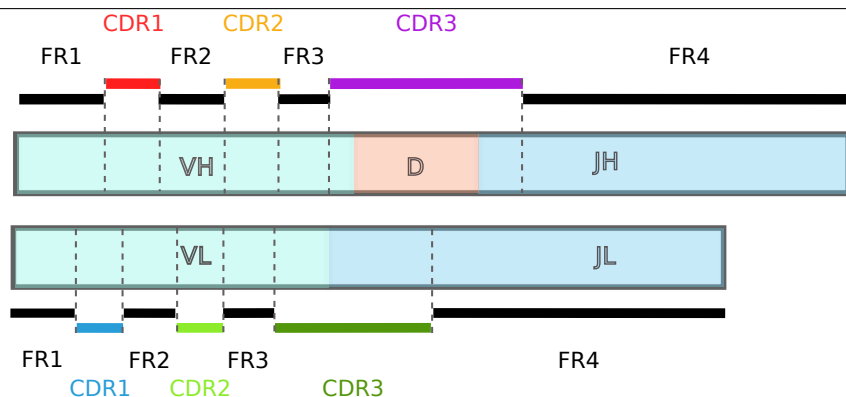 CDR1 CDR2 CDR3
FR1 FR2 FR3 FR4
VH D JH
VL JL
FR1 FR2 FR3 FR4
CDR1 CDR2 CDR3